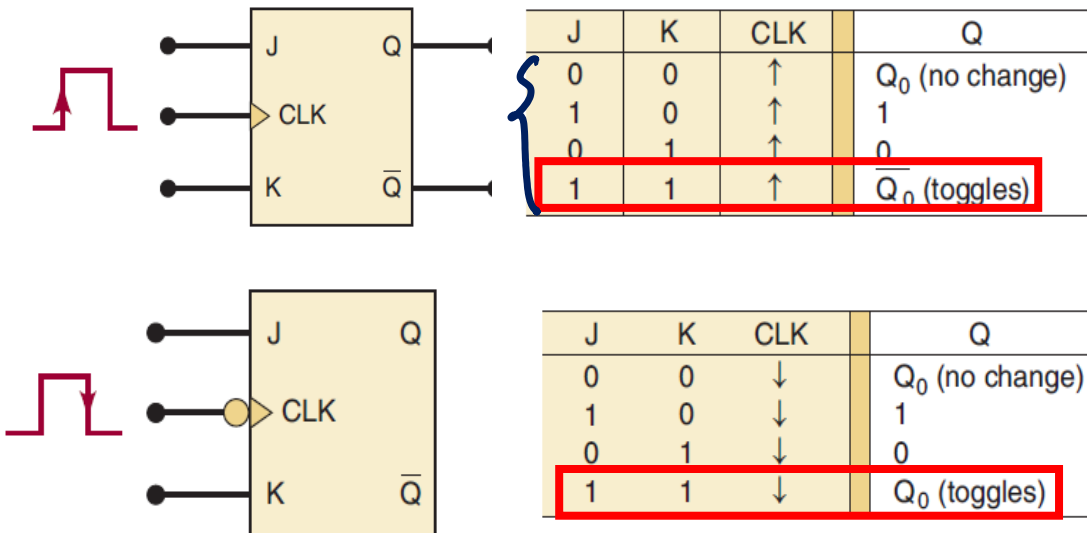 J Q
CLK
K Q̅
J K CLK Q
0 0 ↑ Q₀ (no change)
1 0 ↑ 1
0 1 ↑ 0
1 1 ↑ Q̅₀ (toggles)
J Q
CLK
K Q̅
J K CLK Q
0 0 ↓ Q₀ (no change)
1 0 ↓ 1
0 1 ↓ 0
1 1 ↓ Q₀ (toggles)